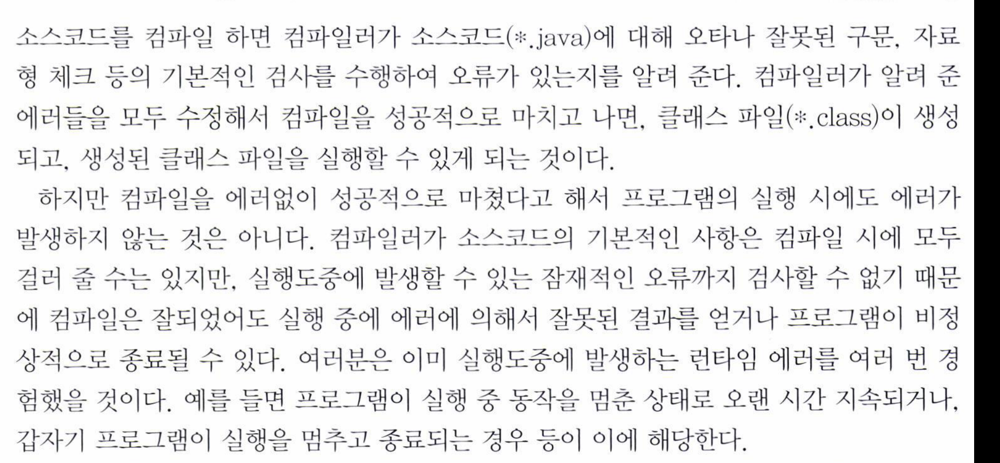 소스코드를 컴파일 하면 컴파일러가 소스코드(*.java)에 대해 오타나 잘못된 구문, 자료
형 체크 등의 기본적인 검사를 수행하여 오류가 있는지를 알려 준다. 컴파일러가 알려 준
에러들을 모두 수정해서 컴파일을 성공적으로 마치고 나면, 클래스 파일(*.class)이 생성
되고, 생성된 클래스 파일을 실행할 수 있게 되는 것이다.
하지만 컴파일을 에러없이 성공적으로 마쳤다고 해서 프로그램의 실행 시에도 에러가
발생하지 않는 것은 아니다. 컴파일러가 소스코드의 기본적인 사항은 컴파일 시에 모두
걸러 줄 수는 있지만, 실행도중에 발생할 수 있는 잠재적인 오류까지 검사할 수 없기 때문
에 컴파일은 잘되었어도 실행 중에 에러에 의해서 잘못된 결과를 얻거나 프로그램이 비정
상적으로 종료될 수 있다. 여러분은 이미 실행도중에 발생하는 런타임 에러를 여러 번 경
험했을 것이다. 예를 들면 프로그램이 실행 중 동작을 멈춘 상태로 오랜 시간 지속되거나,
갑자기 프로그램이 실행을 멈추고 종료되는 경우 등이 이에 해당한다.